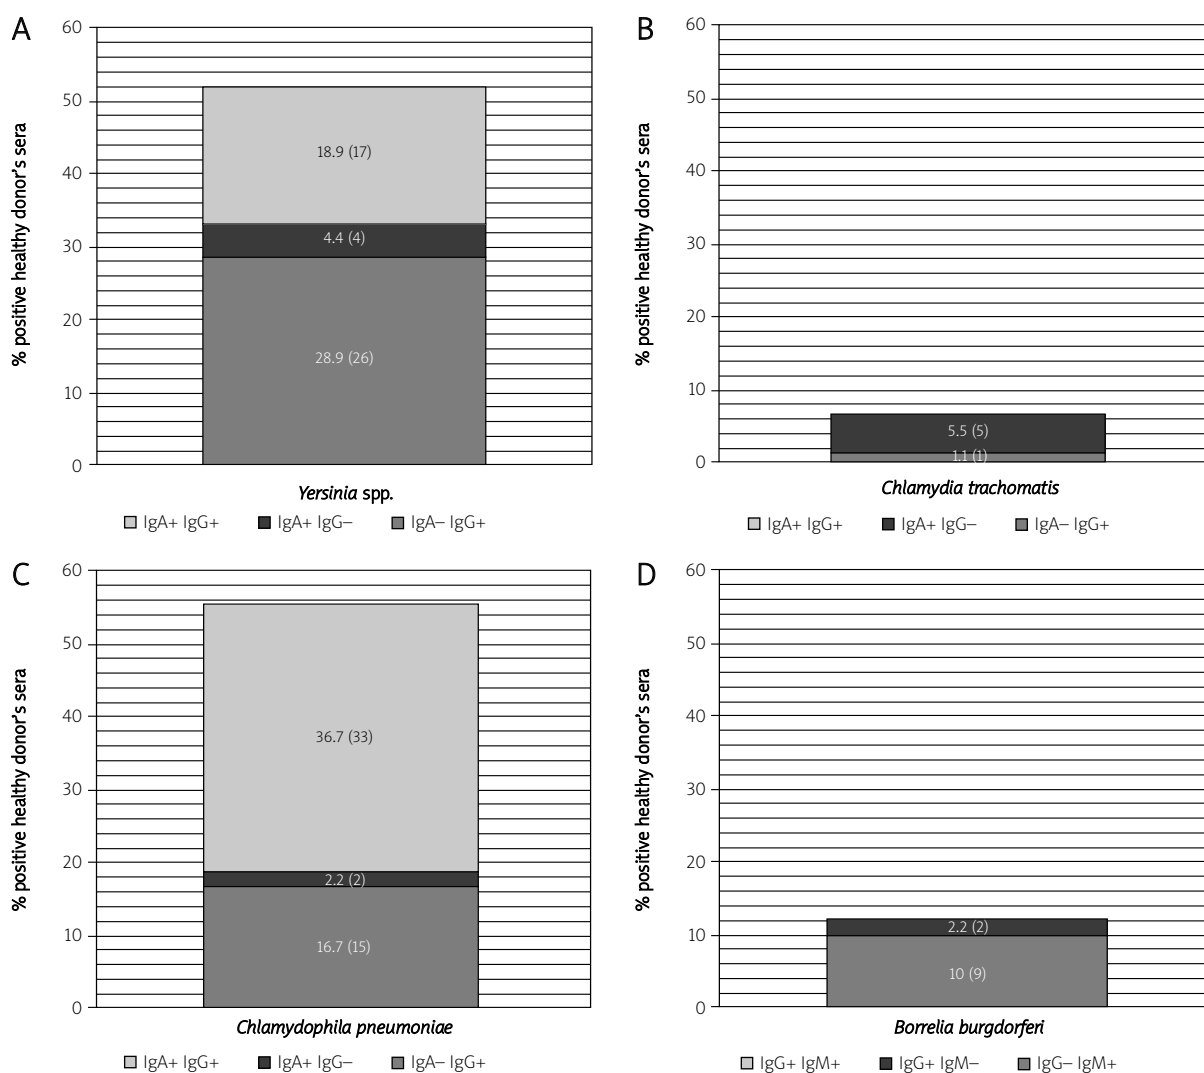 A
% positive healthy donor's sera
60
50
40
30
20
10
0
18.9 (17)
4.4 (4)
28.9 (26)
Yersinia spp.
IgA+ IgG+ IgA+ IgG– IgA– IgG+
B
% positive healthy donor's sera
60
50
40
30
20
10
0
5.5 (5)
1.1 (1)
Chlamydia trachomatis
IgA+ IgG+ IgA+ IgG– IgA– IgG+
C
% positive healthy donor's sera
60
50
40
30
20
10
0
36.7 (33)
2.2 (2)
16.7 (15)
Chlamydophila pneumoniae
IgA+ IgG+ IgA+ IgG– IgA– IgG+
D
% positive healthy donor's sera
60
50
40
30
20
10
0
2.2 (2)
10 (9)
Borrelia burgdorferi
IgG+ IgM+ IgG+ IgM– IgG– IgM+